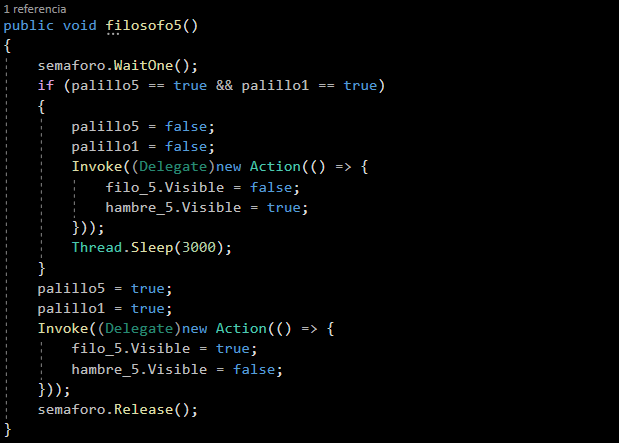 1 referencia
public void filosofo5()
{
    semaforo.WaitOne();
    if (palillo5 == true && palillo1 == true)
    {
        palillo5 = false;
        palillo1 = false;
        Invoke((Delegate)new Action(() => {
            filo_5.Visible = false;
            hambre_5.Visible = true;
        }));
        Thread.Sleep(3000);
    }
    palillo5 = true;
    palillo1 = true;
    Invoke((Delegate)new Action(() => {
        filo_5.Visible = true;
        hambre_5.Visible = false;
    }));
    semaforo.Release();
}